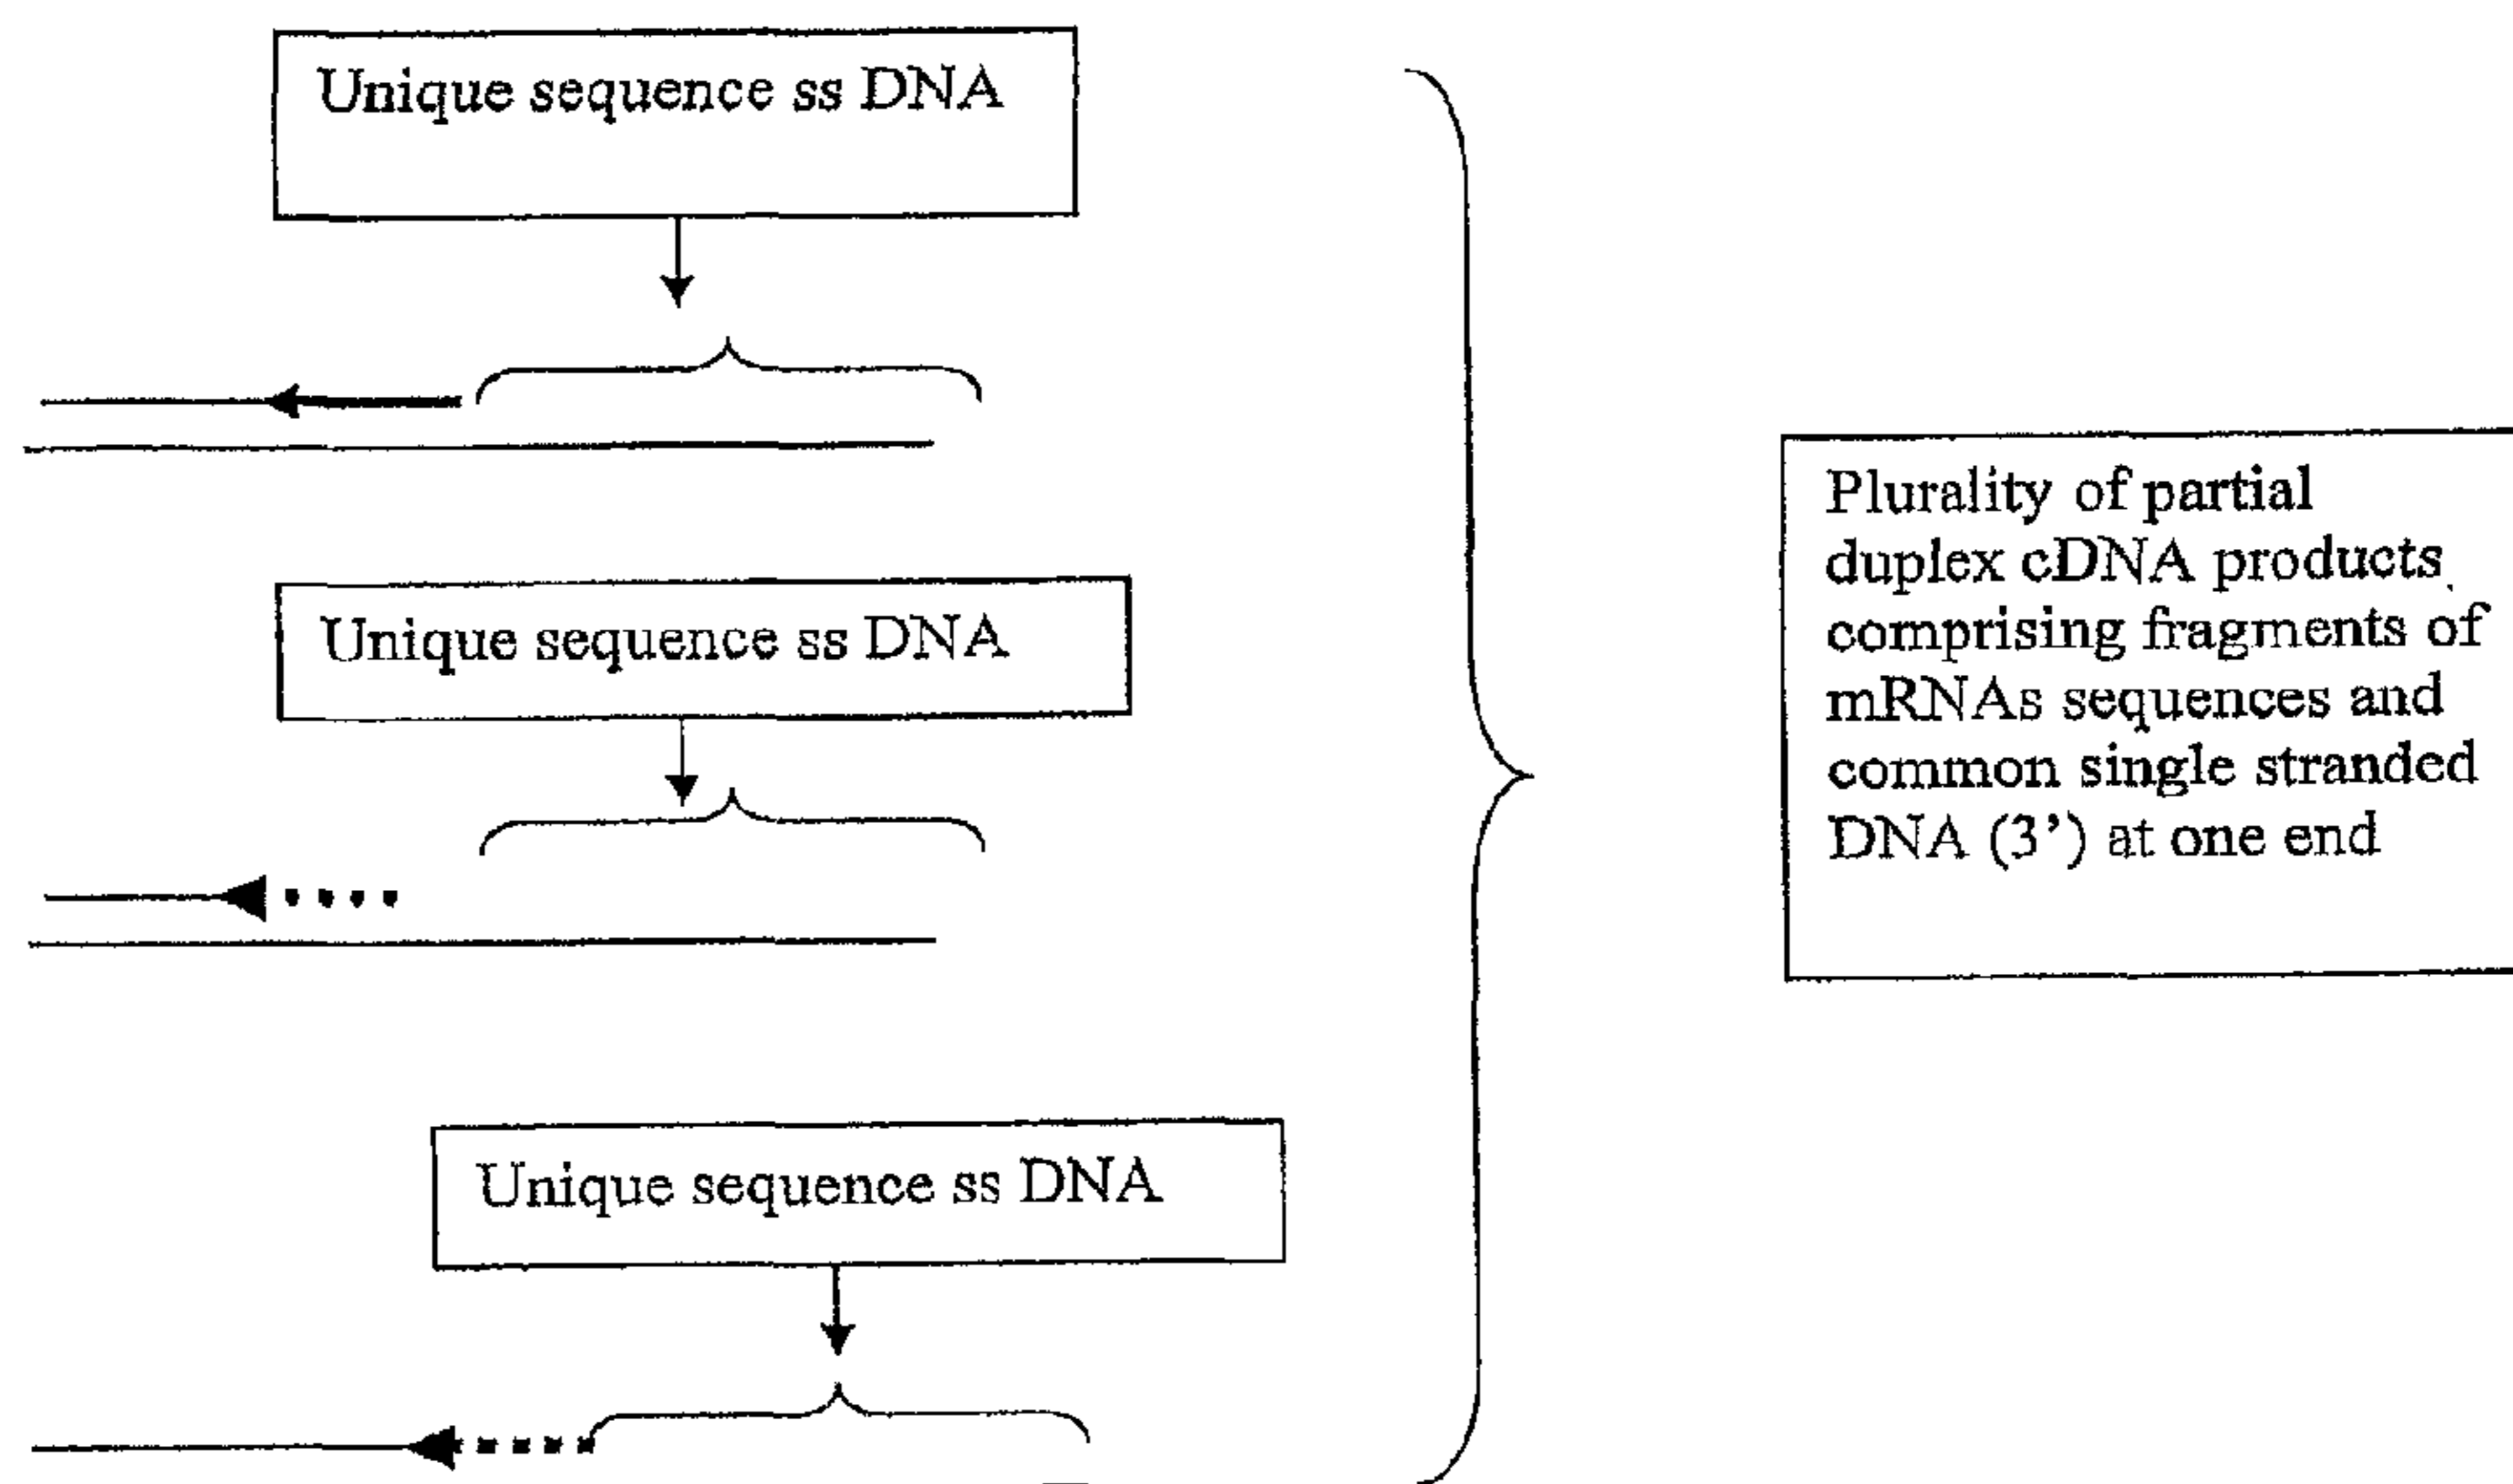 Unique sequence ss DNA
Unique sequence ss DNA
Unique sequence ss DNA
Plurality of partial
duplex cDNA products
comprising fragments of
mRNAs sequences and
common single stranded
DNA (3’) at one end